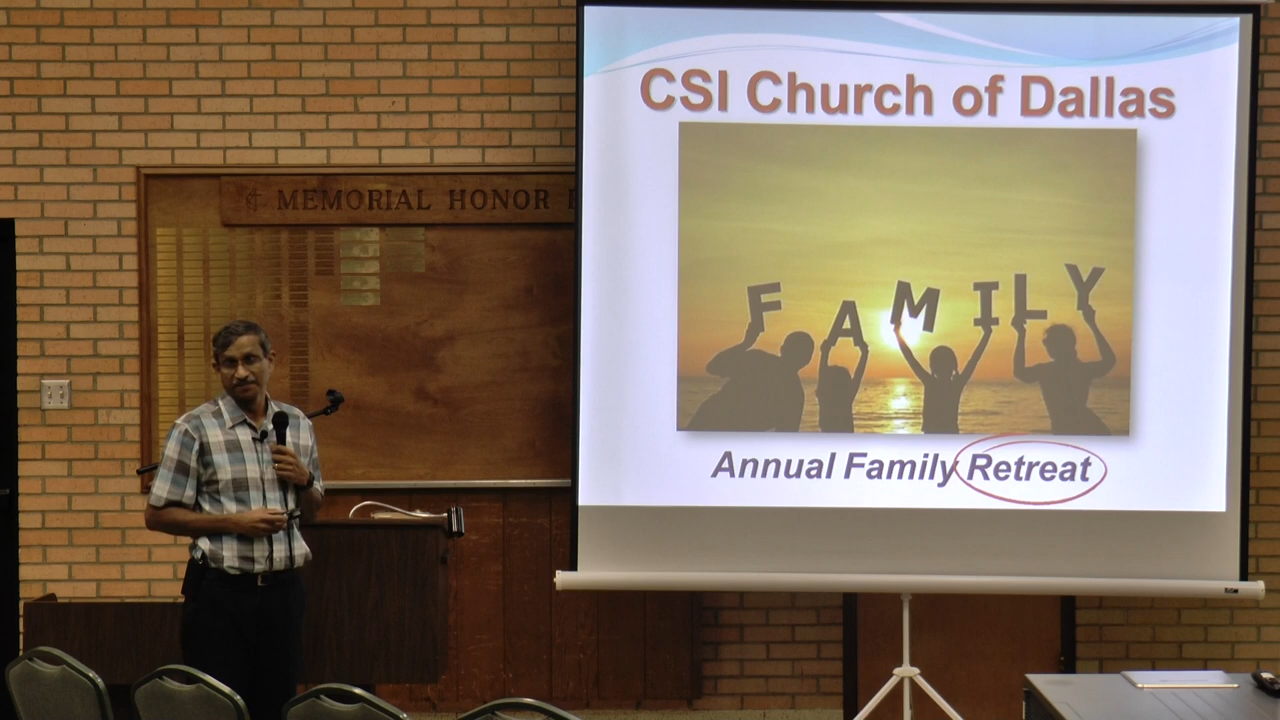 CSI Church of Dallas
MEMORIAL HONOR
FAMILY
Annual Family Retreat